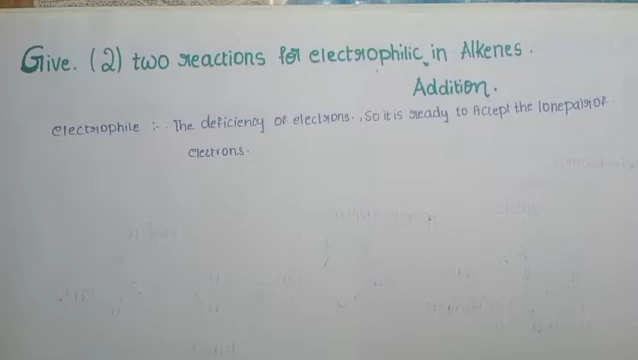 Give. (2) two reactions for electrophilic in Alkenes.
Addition.
electrophile :- The deficiency of electrons., So it is ready to Accept the lonepair of
electrons.